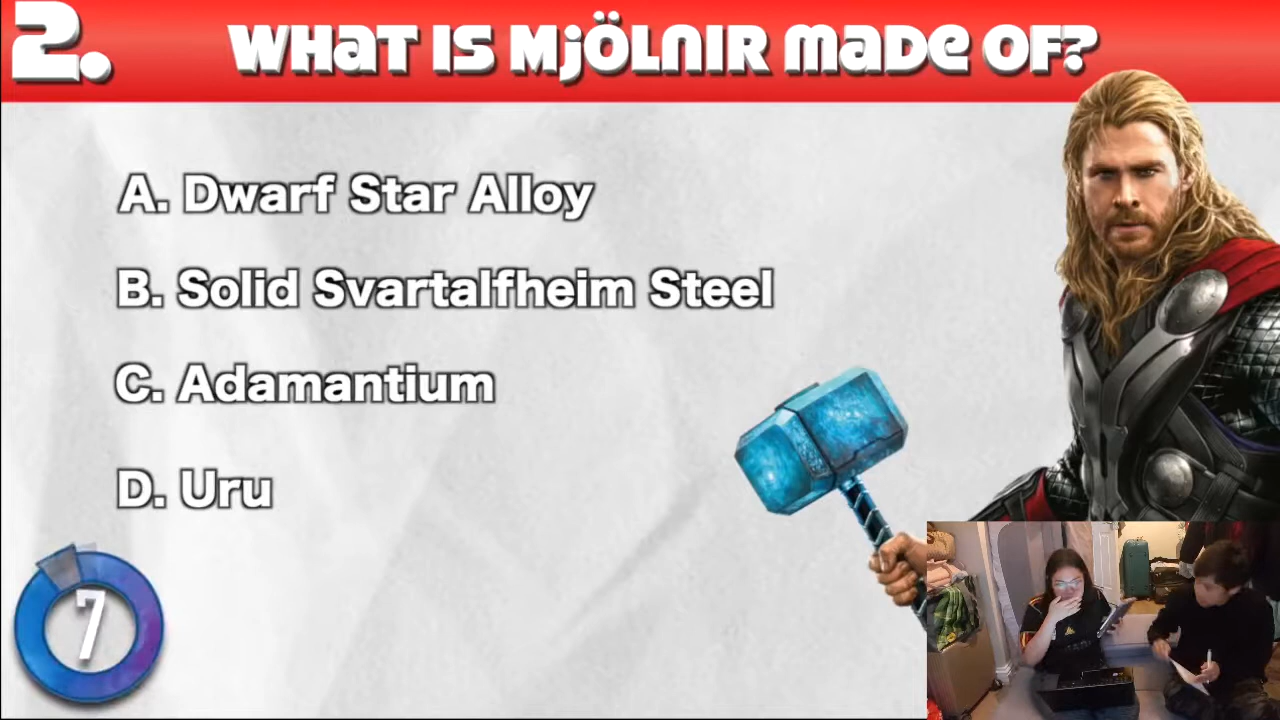 2. WHAT IS MJÖLNIR MADE OF?
A. Dwarf Star Alloy
B. Solid Svartalfheim Steel
C. Adamantium
D. Uru
7